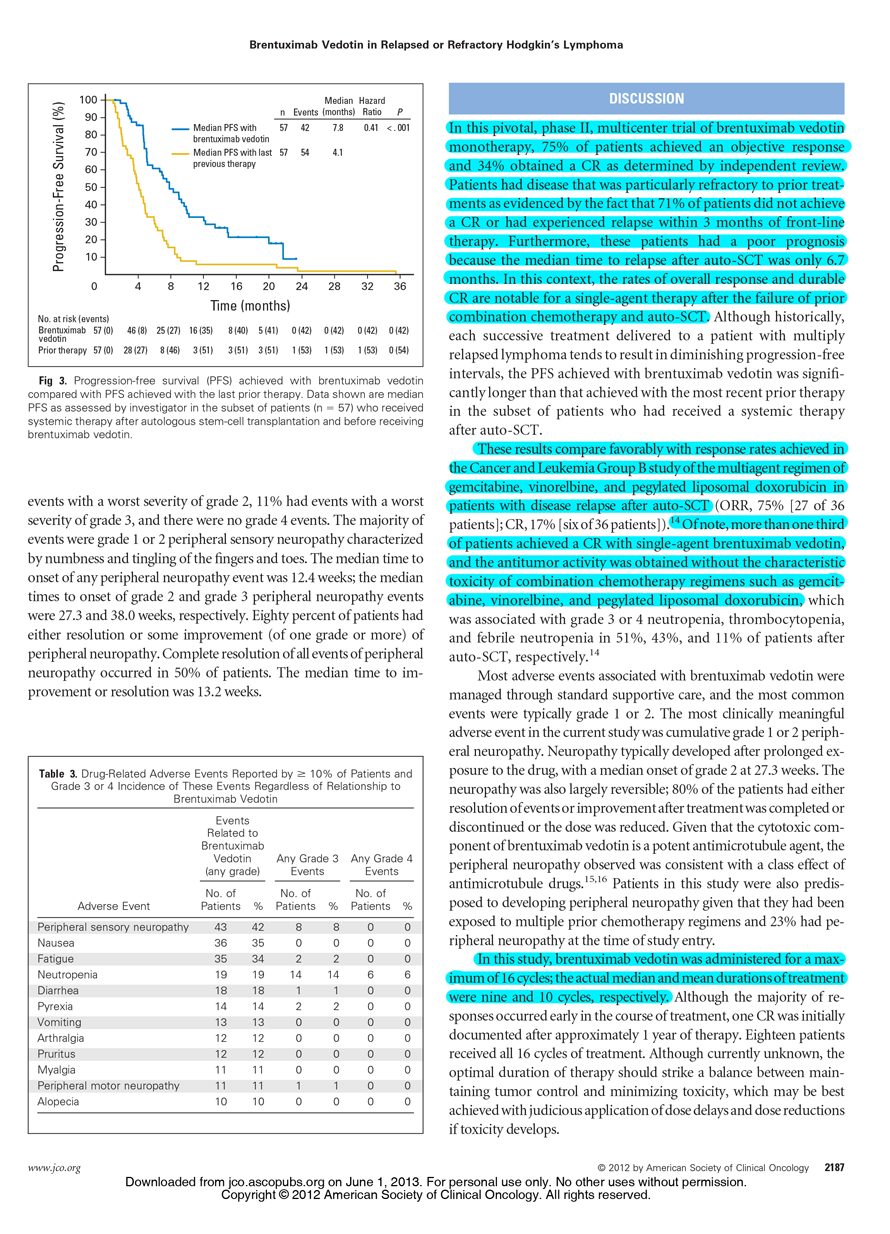 Brentuximab Vedotin in Relapsed or Refractory Hodgkin's Lymphoma
Progression-Free Survival (%)
100
90
80
70
60
50
40
30
20
10
0
4
8
12
16
20
24
28
32
36
Time (months)
Median Hazard
n Events (months) Ratio P
Median PFS with 57 42 7.8 0.41 < .001
brentuximab vedotin
Median PFS with last 57 54 4.1
previous therapy
No. at risk (events)
Brentuximab 57 (0) 46 (8) 25 (27) 16 (35) 8 (40) 5 (41) 0 (42) 0 (42) 0 (42) 0 (42)
vedotin
Prior therapy 57 (0) 28 (27) 8 (46) 3 (51) 3 (51) 3 (51) 1 (53) 1 (53) 1 (53) 0 (54)
Fig 3. Progression-free survival (PFS) achieved with brentuximab vedotin
compared with PFS achieved with the last prior therapy. Data shown are median
PFS as assessed by investigator in the subset of patients (n = 57) who received
systemic therapy after autologous stem-cell transplantation and before receiving
brentuximab vedotin.
events with a worst severity of grade 2, 11% had events with a worst
severity of grade 3, and there were no grade 4 events. The majority of
events were grade 1 or 2 peripheral sensory neuropathy characterized
by numbness and tingling of the fingers and toes. The median time to
onset of any peripheral neuropathy event was 12.4 weeks; the median
times to onset of grade 2 and grade 3 peripheral neuropathy events
were 27.3 and 38.0 weeks, respectively. Eighty percent of patients had
either resolution or some improvement (of one grade or more) of
peripheral neuropathy. Complete resolution of all events of peripheral
neuropathy occurred in 50% of patients. The median time to im-
provement or resolution was 13.2 weeks.
Table 3. Drug-Related Adverse Events Reported by ≥ 10% of Patients and
Grade 3 or 4 Incidence of These Events Regardless of Relationship to
Brentuximab Vedotin
Events
Related to
Brentuximab
Vedotin Any Grade 3 Any Grade 4
(any grade) Events Events
No. of No. of No. of
Adverse Event Patients % Patients % Patients %
Peripheral sensory neuropathy 43 42 8 8 0 0
Nausea 36 35 0 0 0 0
Fatigue 35 34 2 2 0 0
Neutropenia 19 19 14 14 6 6
Diarrhea 18 18 1 1 0 0
Pyrexia 14 14 2 2 0 0
Vomiting 13 13 0 0 0 0
Arthralgia 12 12 0 0 0 0
Pruritus 12 12 0 0 0 0
Myalgia 11 11 0 0 0 0
Peripheral motor neuropathy 11 11 1 1 0 0
Alopecia 10 10 0 0 0 0
DISCUSSION
In this pivotal, phase II, multicenter trial of brentuximab vedotin
monotherapy, 75% of patients achieved an objective response
and 34% obtained a CR as determined by independent review.
Patients had disease that was particularly refractory to prior treat-
ments as evidenced by the fact that 71% of patients did not achieve
a CR or had experienced relapse within 3 months of front-line
therapy. Furthermore, these patients had a poor prognosis
because the median time to relapse after auto-SCT was only 6.7
months. In this context, the rates of overall response and durable
CR are notable for a single-agent therapy after the failure of prior
combination chemotherapy and auto-SCT. Although historically,
each successive treatment delivered to a patient with multiply
relapsed lymphoma tends to result in diminishing progression-free
intervals, the PFS achieved with brentuximab vedotin was signifi-
cantly longer than that achieved with the most recent prior therapy
in the subset of patients who had received a systemic therapy
after auto-SCT.
These results compare favorably with response rates achieved in
the Cancer and Leukemia Group B study of the multiagent regimen of
gemcitabine, vinorelbine, and pegylated liposomal doxorubicin in
patients with disease relapse after auto-SCT (ORR, 75% [27 of 36
patients]; CR, 17% [six of 36 patients]).14 Of note, more than one third
of patients achieved a CR with single-agent brentuximab vedotin,
and the antitumor activity was obtained without the characteristic
toxicity of combination chemotherapy regimens such as gemcit-
abine, vinorelbine, and pegylated liposomal doxorubicin, which
was associated with grade 3 or 4 neutropenia, thrombocytopenia,
and febrile neutropenia in 51%, 43%, and 11% of patients after
auto-SCT, respectively.14
Most adverse events associated with brentuximab vedotin were
managed through standard supportive care, and the most common
events were typically grade 1 or 2. The most clinically meaningful
adverse event in the current study was cumulative grade 1 or 2 periph-
eral neuropathy. Neuropathy typically developed after prolonged ex-
posure to the drug, with a median onset of grade 2 at 27.3 weeks. The
neuropathy was also largely reversible; 80% of the patients had either
resolution of events or improvement after treatment was completed or
discontinued or the dose was reduced. Given that the cytotoxic com-
ponent of brentuximab vedotin is a potent antimicrotubule agent, the
peripheral neuropathy observed was consistent with a class effect of
antimicrotubule drugs.15,16 Patients in this study were also predis-
posed to developing peripheral neuropathy given that they had been
exposed to multiple prior chemotherapy regimens and 23% had pe-
ripheral neuropathy at the time of study entry.
In this study, brentuximab vedotin was administered for a max-
imum of 16 cycles; the actual median and mean durations of treatment
were nine and 10 cycles, respectively. Although the majority of re-
sponses occurred early in the course of treatment, one CR was initially
documented after approximately 1 year of therapy. Eighteen patients
received all 16 cycles of treatment. Although currently unknown, the
optimal duration of therapy should strike a balance between main-
taining tumor control and minimizing toxicity, which may be best
achieved with judicious application of dose delays and dose reductions
if toxicity develops.
www.jco.org
© 2012 by American Society of Clinical Oncology 2187
Downloaded from jco.ascopubs.org on June 1, 2013. For personal use only. No other uses without permission.
Copyright © 2012 American Society of Clinical Oncology. All rights reserved.